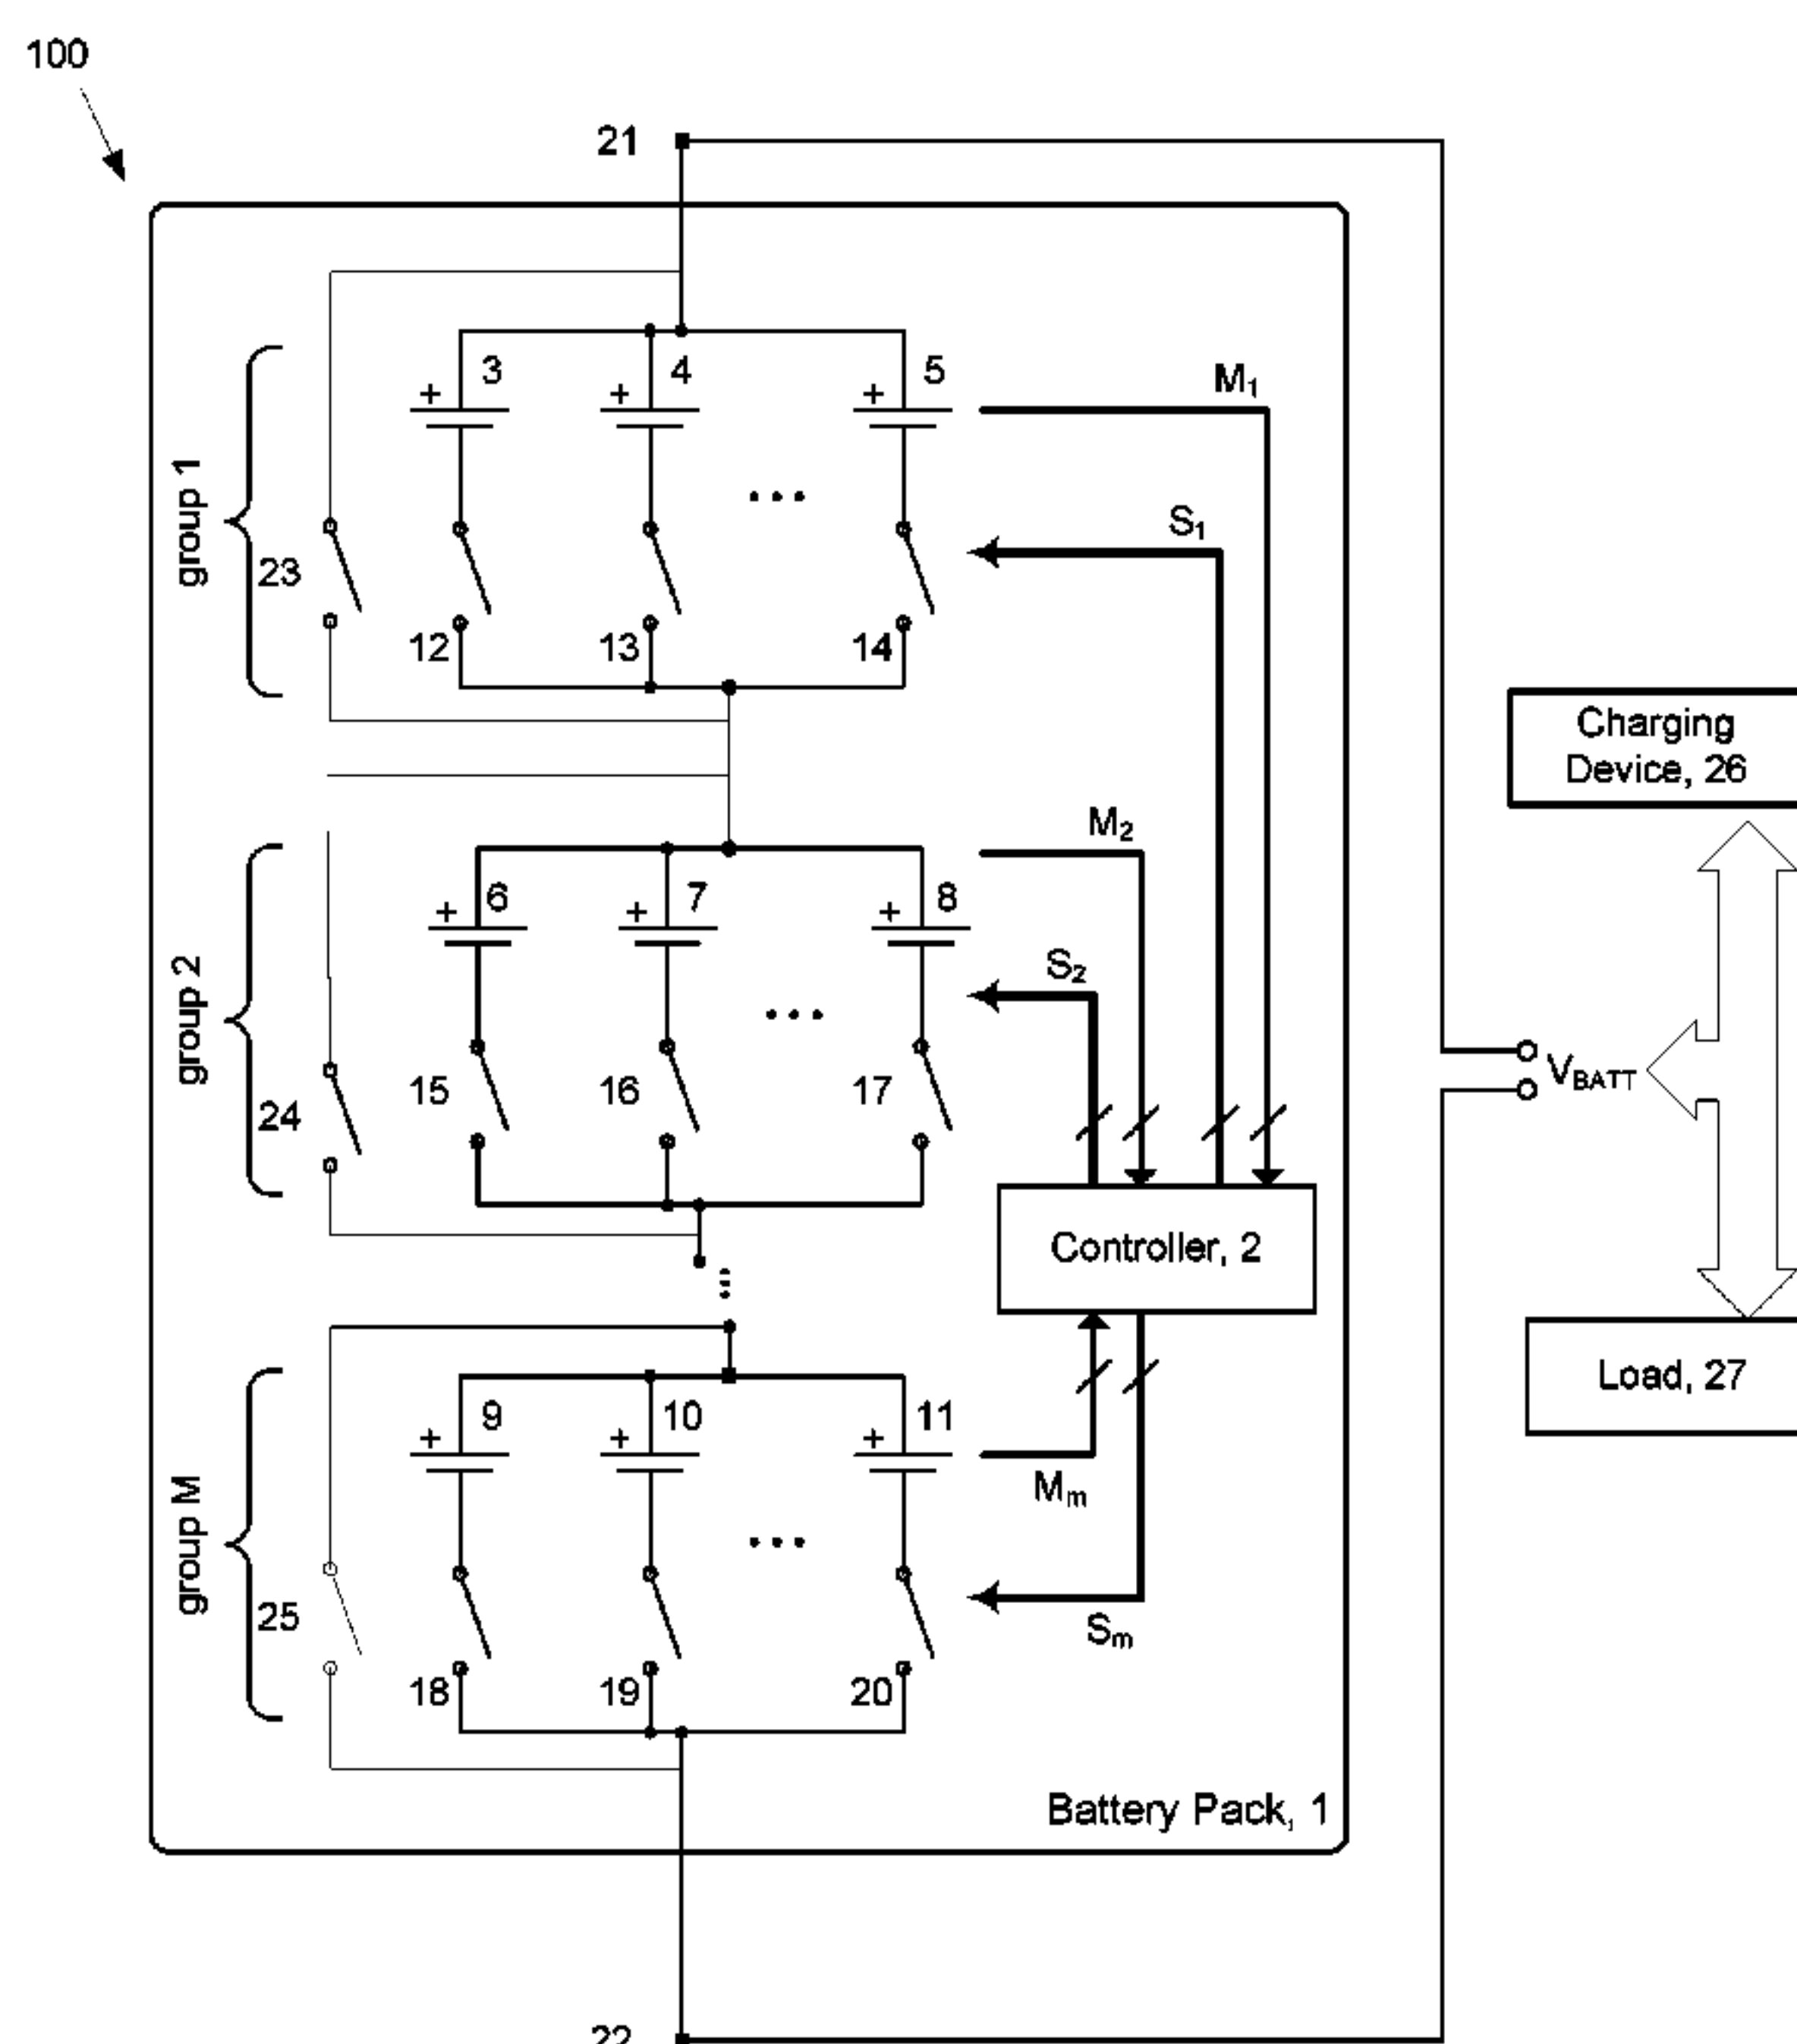 100
21
group 1
+ 3
+ 4
+ 5
M1
S1
23
12
13
14
Charging
Device, 26
group 2
+ 6
+ 7
+ 8
M2
S2
24
15
16
17
VBATT
Controller, 2
Load, 27
group M
+ 9
+ 10
+ 11
Mm
Sm
25
18
19
20
Battery Pack, 1
22